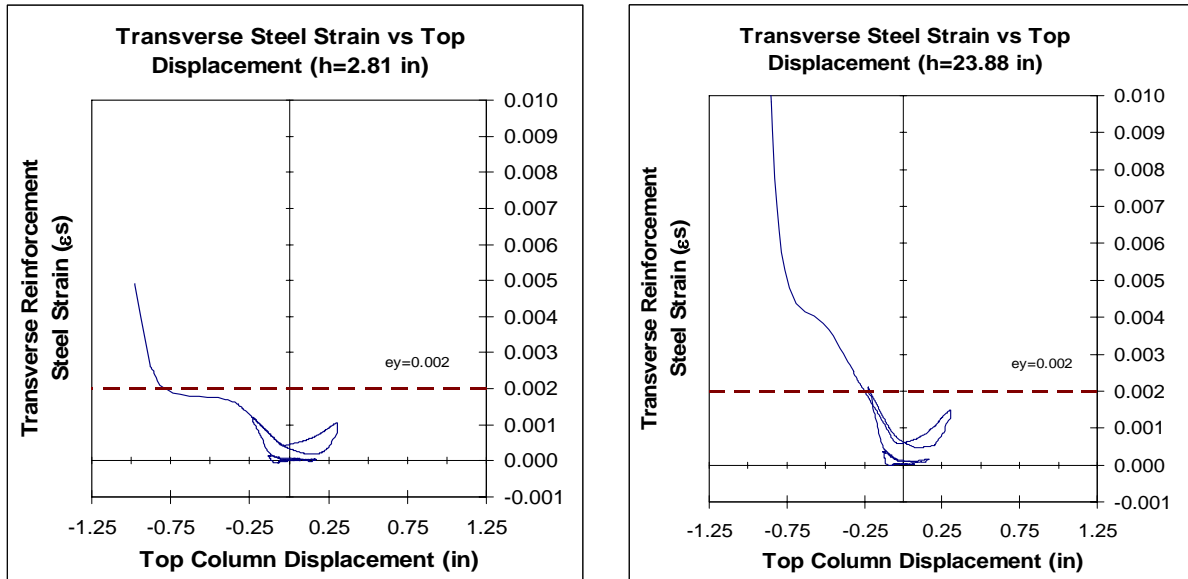 Transverse Steel Strain vs Top
Displacement (h=2.81 in)
Transverse Reinforcement
Steel Strain (εs)
0.010
0.009
0.008
0.007
0.006
0.005
0.004
0.003
0.002
0.001
0.000
-0.001
ey=0.002
-1.25 -0.75 -0.25 0.25 0.75 1.25
Top Column Displacement (in)
Transverse Steel Strain vs Top
Displacement (h=23.88 in)
Transverse Reinforcement
Steel Strain (εs)
0.010
0.009
0.008
0.007
0.006
0.005
0.004
0.003
0.002
0.001
0.000
-0.001
ey=0.002
-1.25 -0.75 -0.25 0.25 0.75 1.25
Top Column Displacement (in)